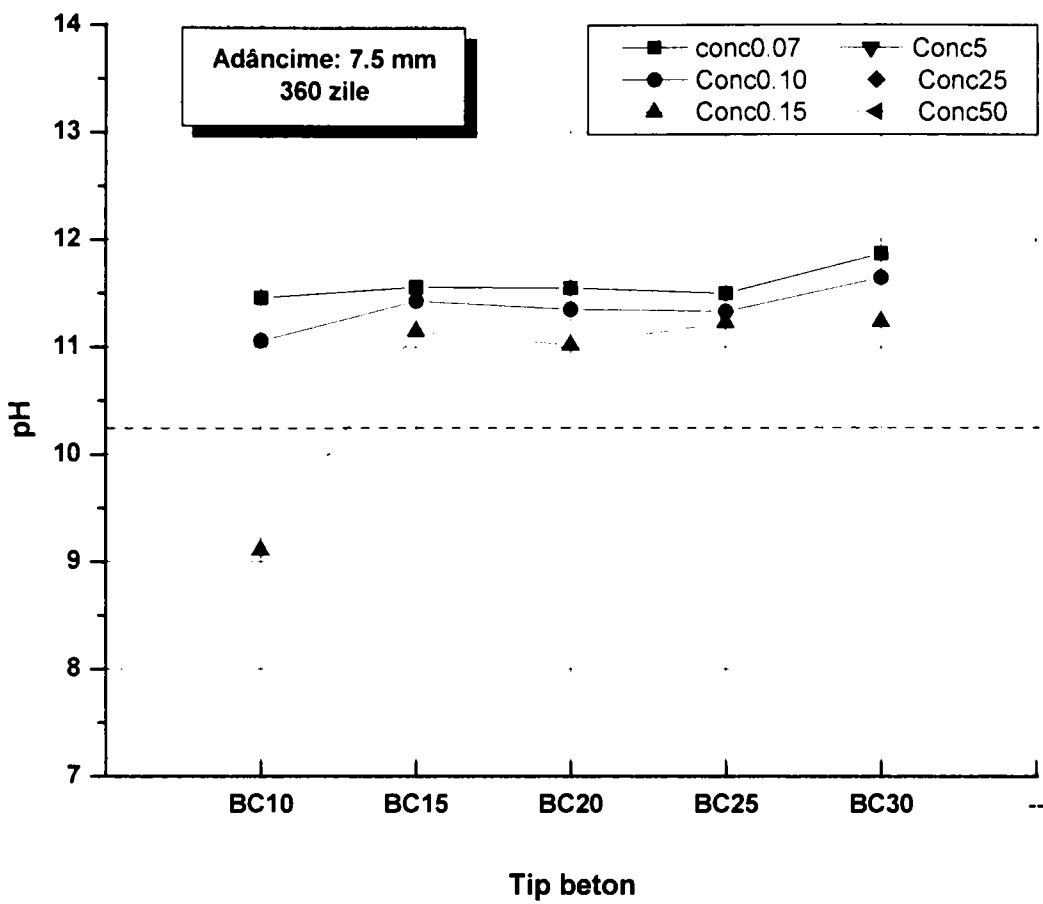 14
13
12
11
10
9
8
7
pH
Adâncime: 7.5 mm
360 zile
conc0.07
Conc5
Conc0.10
Conc25
Conc0.15
Conc50
BC10
BC15
BC20
BC25
BC30
--
Tip beton